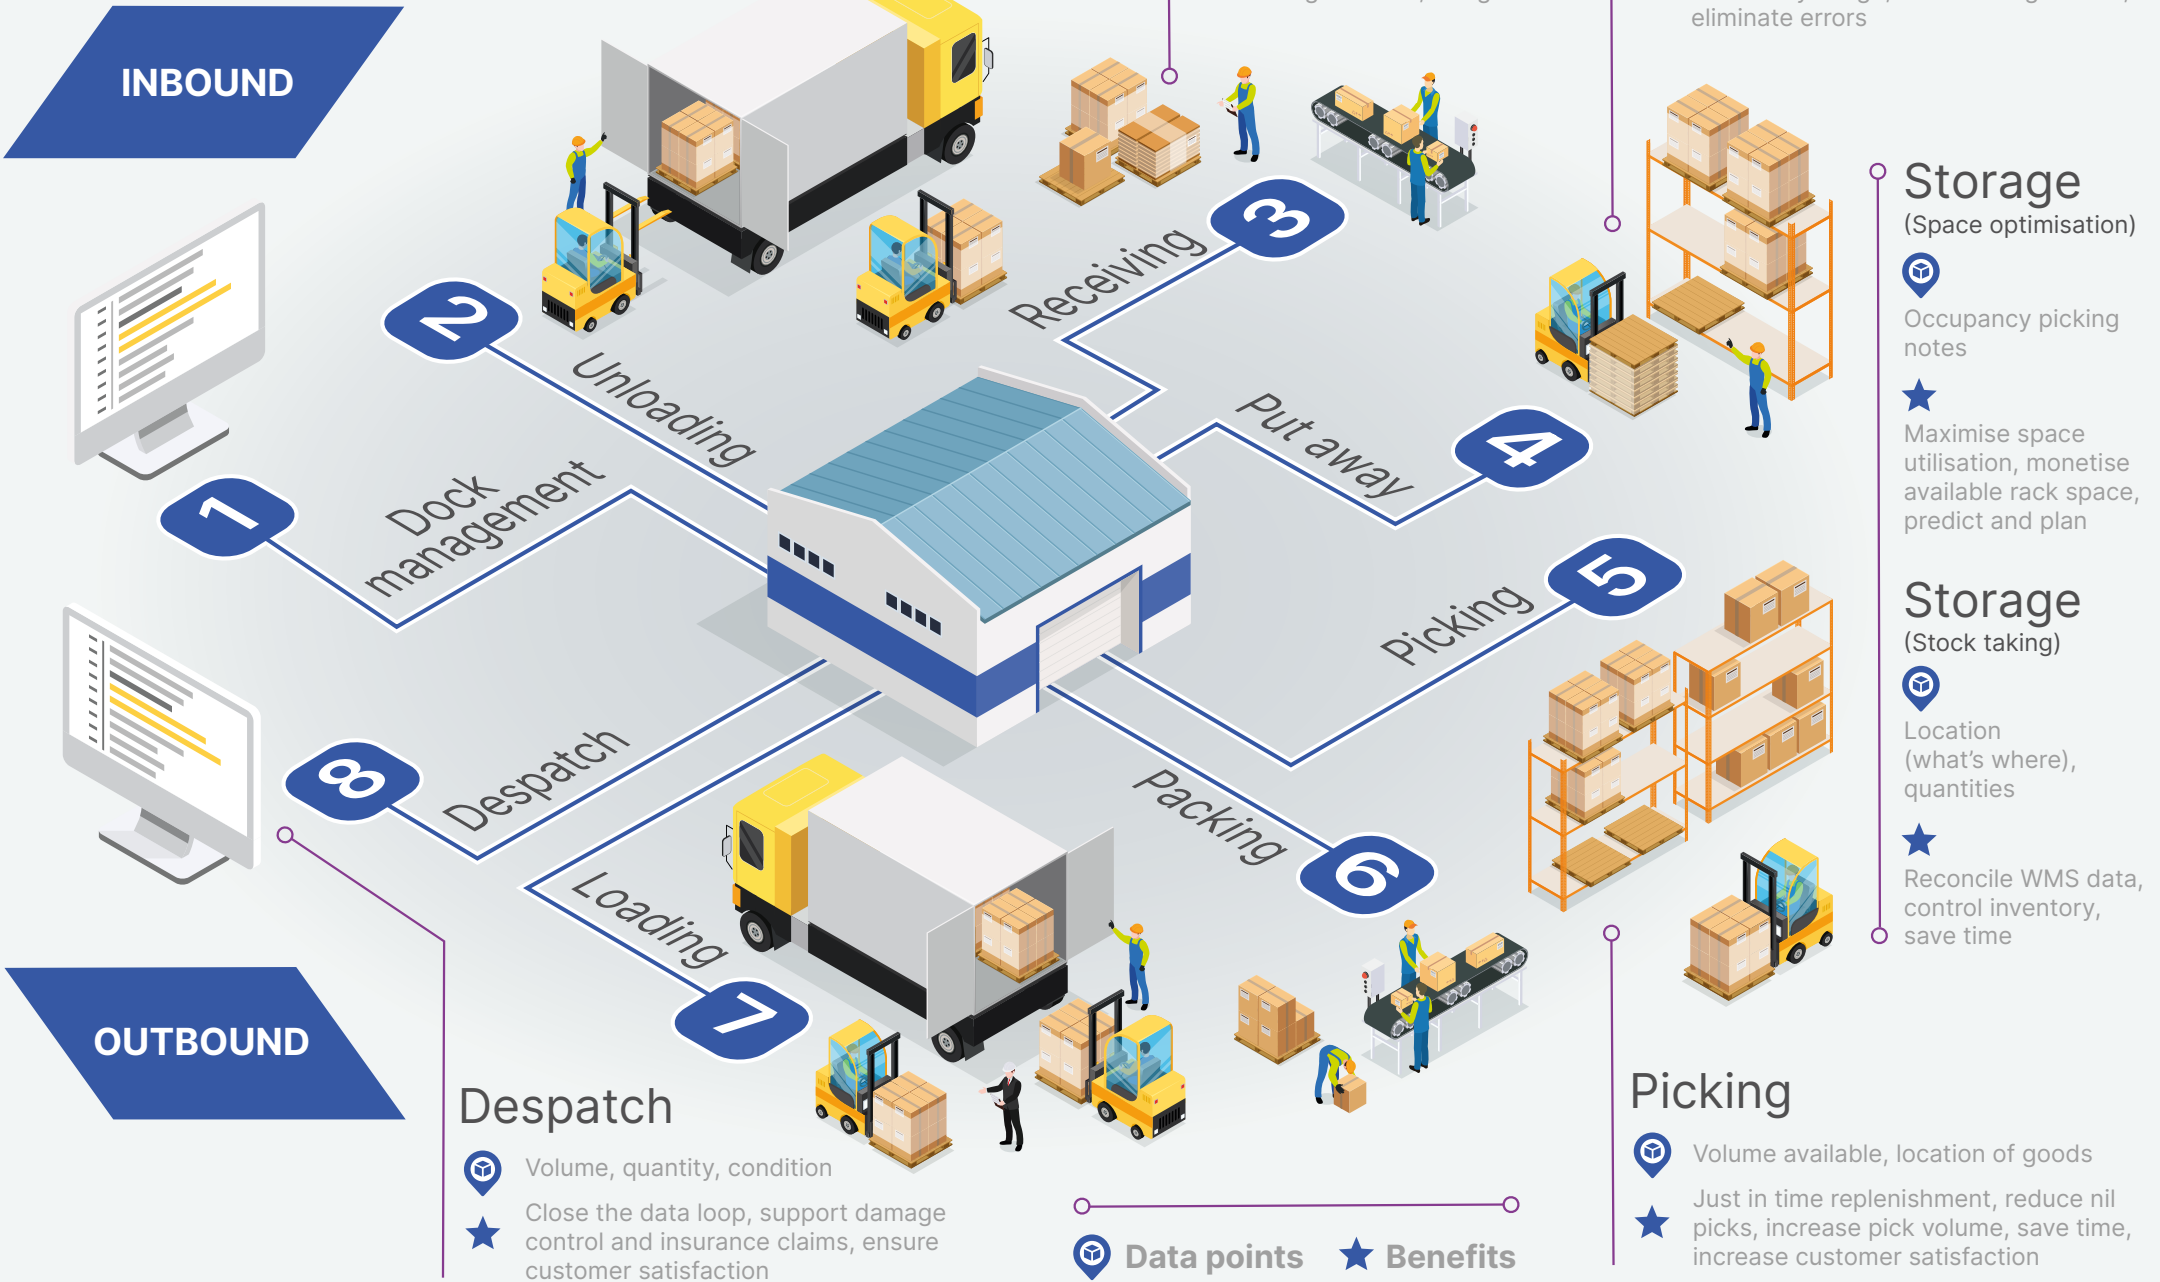 eliminate errors
INBOUND
1
Dock
management
2
Unloading
3
Receiving
4
Put away
5
Picking
6
Packing
7
Loading
8
Despatch
OUTBOUND
Storage
(Space optimisation)
Occupancy picking
notes
Maximise space
utilisation, monetise
available rack space,
predict and plan
Storage
(Stock taking)
Location
(what’s where),
quantities
Reconcile WMS data,
control inventory,
save time
Despatch
Volume, quantity, condition
Close the data loop, support damage
control and insurance claims, ensure
customer satisfaction
Data points
Benefits
Picking
Volume available, location of goods
Just in time replenishment, reduce nil
picks, increase pick volume, save time,
increase customer satisfaction